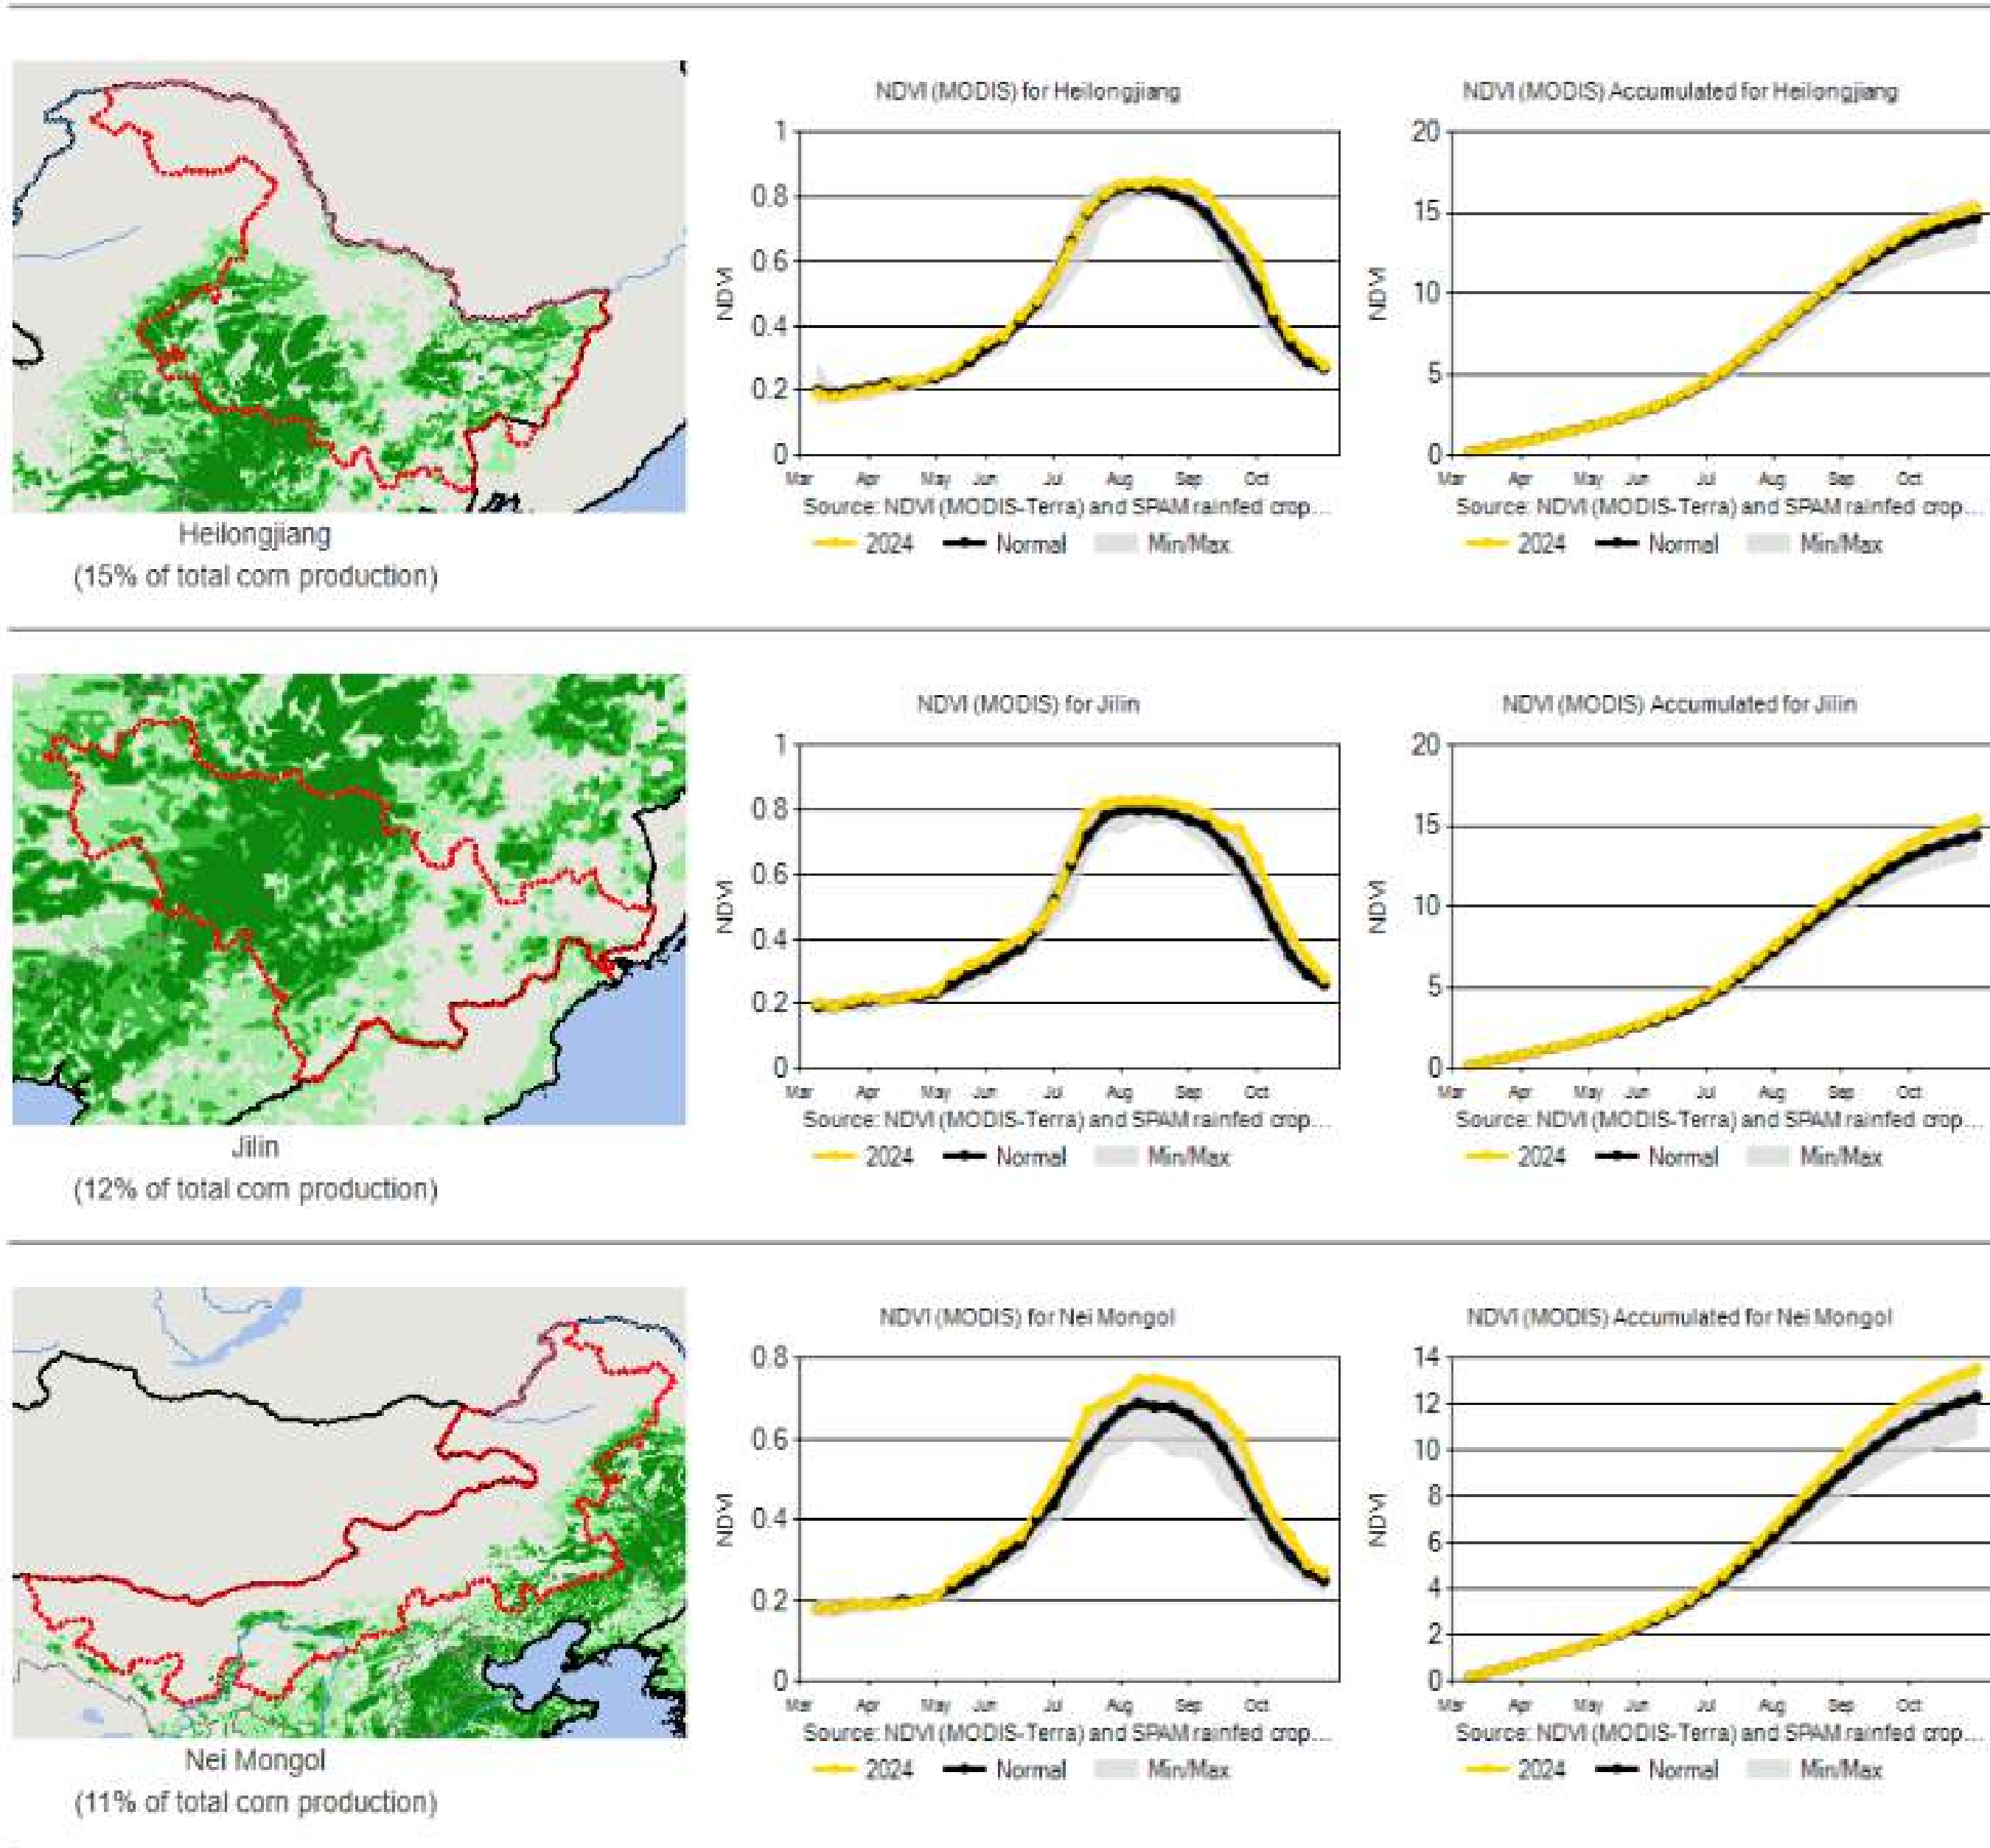 NDVI (MODIS) for Heilongjiang
NDVI (MODIS) Accumulated for Heilongjiang
1
0.8
0.6
0.4
0.2
0
NDVI
Mar Apr May Jun Jul Aug Sep Oct
Source: NDVI (MODIS-Terra) and SPAM rainfed crop...
2024 Normal Min/Max
20
15
10
5
0
NDVI
Mar Apr May Jun Jul Aug Sep Oct
Source: NDVI (MODIS-Terra) and SPAM rainfed crop...
2024 Normal Min/Max
Heilongjiang
(15% of total corn production)
NDVI (MODIS) for Jilin
NDVI (MODIS) Accumulated for Jilin
1
0.8
0.6
0.4
0.2
0
NDVI
Mar Apr May Jun Jul Aug Sep Oct
Source: NDVI (MODIS-Terra) and SPAM rainfed crop...
2024 Normal Min/Max
20
15
10
5
0
NDVI
Mar Apr May Jun Jul Aug Sep Oct
Source: NDVI (MODIS-Terra) and SPAM rainfed crop...
2024 Normal Min/Max
Jilin
(12% of total corn production)
NDVI (MODIS) for Nei Mongol
NDVI (MODIS) Accumulated for Nei Mongol
0.8
0.6
0.4
0.2
0
NDVI
Mar Apr May Jun Jul Aug Sep Oct
Source: NDVI (MODIS-Terra) and SPAM rainfed crop...
2024 Normal Min/Max
14
12
10
8
6
4
2
0
NDVI
Mar Apr May Jun Jul Aug Sep Oct
Source: NDVI (MODIS-Terra) and SPAM rainfed crop...
2024 Normal Min/Max
Nei Mongol
(11% of total corn production)